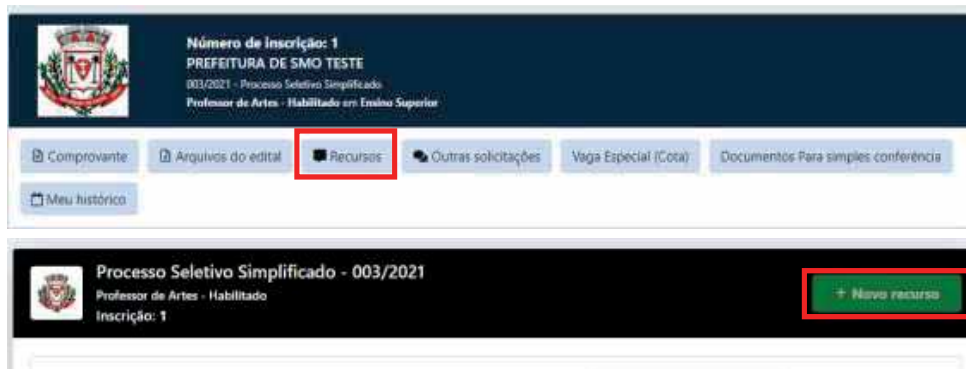 Número de inscrição: 1
PREFEITURA DE SMO TESTE
003/2021 - Processo Seletivo Simplificado
Professor de Artes - Habilitado em Ensino Superior
Comprovante Arquivos do edital Recursos Outras solicitações Vaga Especial (Cota) Documentos Para simples conferência
Meu histórico
Processo Seletivo Simplificado - 003/2021
Professor de Artes - Habilitado
Inscrição: 1
+ Novo recurso